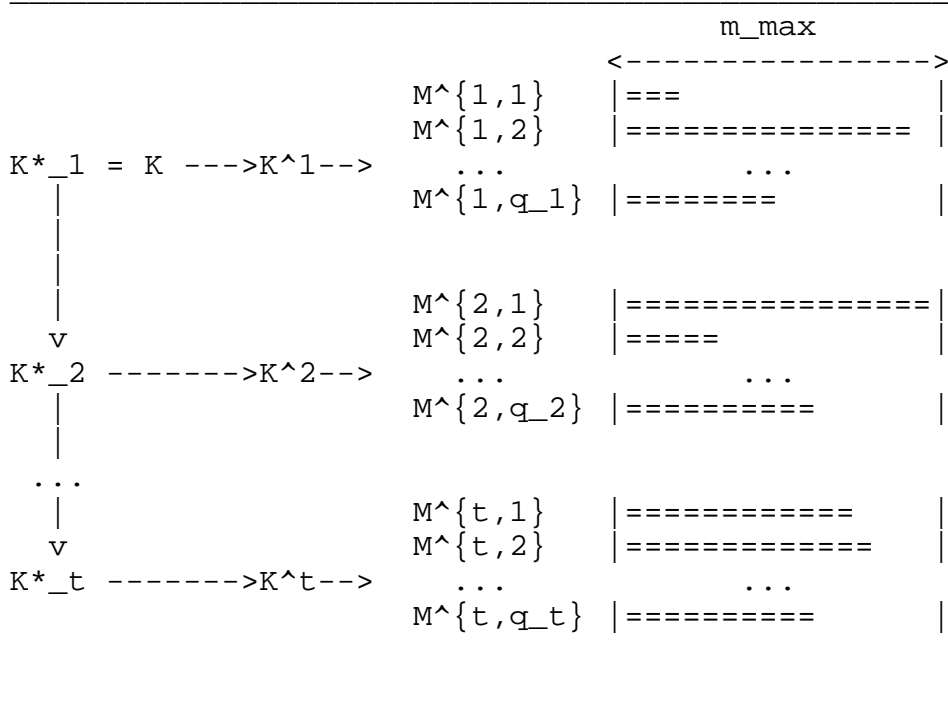 m_max
<---------------->
M^{1,1} |=== |
M^{1,2} |=============== |
K*_1 = K --->K^1--> ... ...
| M^{1,q_1} |======== |
|
|
| M^{2,1} |================|
v M^{2,2} |===== |
K*_2 ------->K^2--> ... ...
| M^{2,q_2} |========== |
|
...
| M^{t,1} |============ |
v M^{t,2} |============= |
K*_t ------->K^t--> ... ...
M^{t,q_t} |========== |